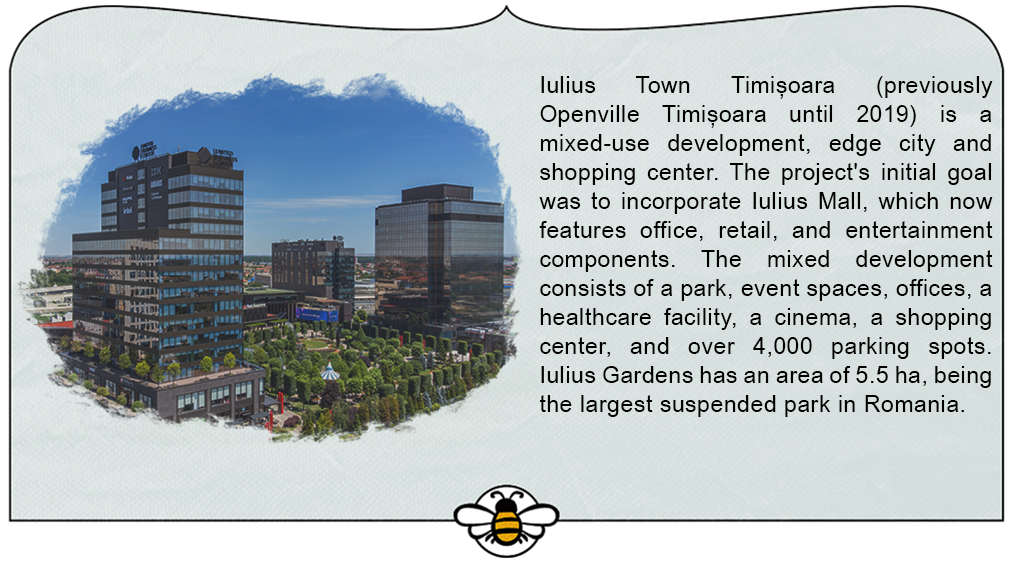 Iulius Town Timișoara (previously
Openville Timișoara until 2019) is a
mixed-use development, edge city and
shopping center. The project's initial goal
was to incorporate Iulius Mall, which now
features office, retail, and entertainment
components. The mixed development
consists of a park, event spaces, offices, a
healthcare facility, a cinema, a shopping
center, and over 4,000 parking spots.
Iulius Gardens has an area of 5.5 ha, being
the largest suspended park in Romania.